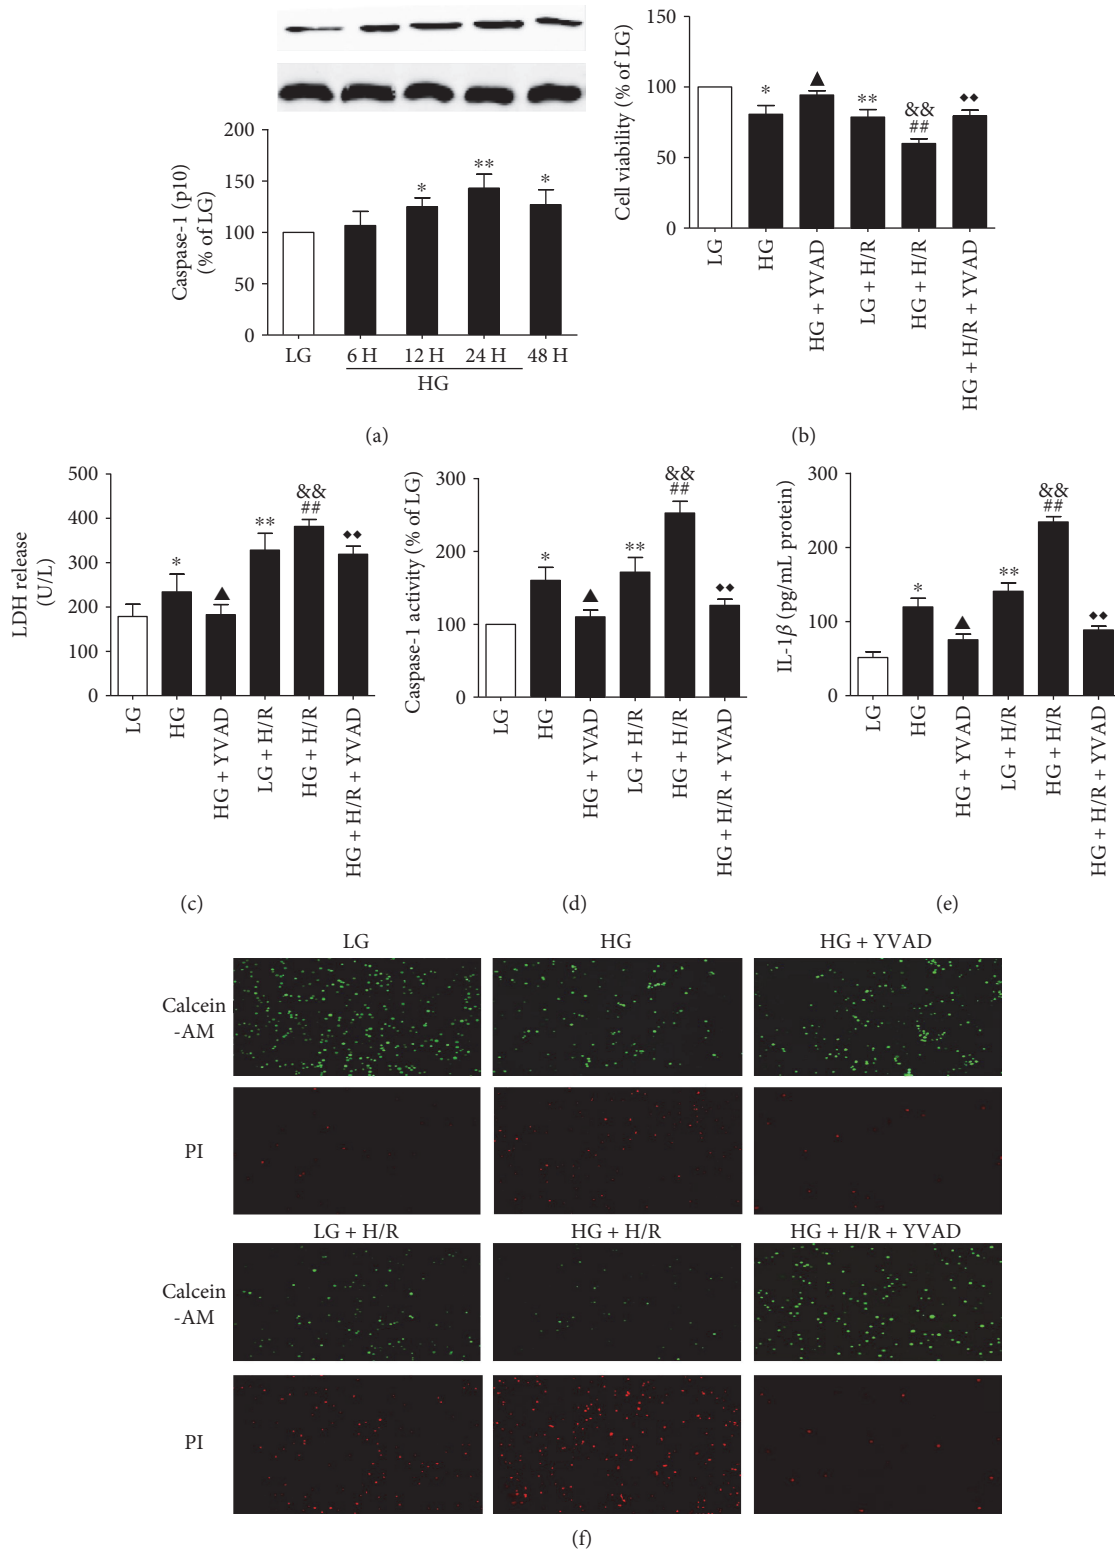 200
150
100
50
0
Caspase-1 (p10)
(% of LG)
**
*
*
LG
6 H
12 H
24 H
48 H
HG
(a)
150
100
50
0
Cell viability (% of LG)
*
▲
**
&&
##
◆◆
LG
HG
HG + YVAD
LG + H/R
HG + H/R
HG + H/R + YVAD
(b)
500
400
300
200
100
0
LDH release
(U/L)
*
▲
**
&&
##
◆◆
LG
HG
HG + YVAD
LG + H/R
HG + H/R
HG + H/R + YVAD
(c)
300
200
100
0
Caspase-1 activity (% of LG)
*
▲
**
&&
##
◆◆
LG
HG
HG + YVAD
LG + H/R
HG + H/R
HG + H/R + YVAD
(d)
300
200
100
0
IL-1β (pg/mL protein)
*
▲
**
&&
##
◆◆
LG
HG
HG + YVAD
LG + H/R
HG + H/R
HG + H/R + YVAD
(e)
LG
HG
HG + YVAD
Calcein
-AM
PI
LG + H/R
HG + H/R
HG + H/R + YVAD
Calcein
-AM
PI
(f)